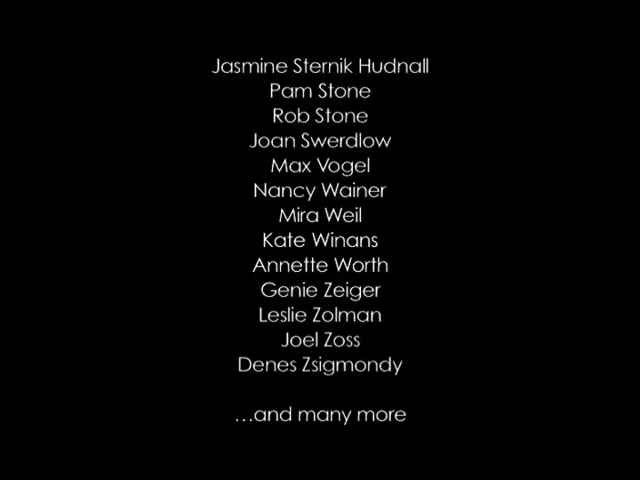 Jasmine Sternik Hudnall
Pam Stone
Rob Stone
Joan Swerdlow
Max Vogel
Nancy Wainer
Mira Weil
Kate Winans
Annette Worth
Genie Zeiger
Leslie Zolman
Joel Zoss
Denes Zsigmondy
…and many more